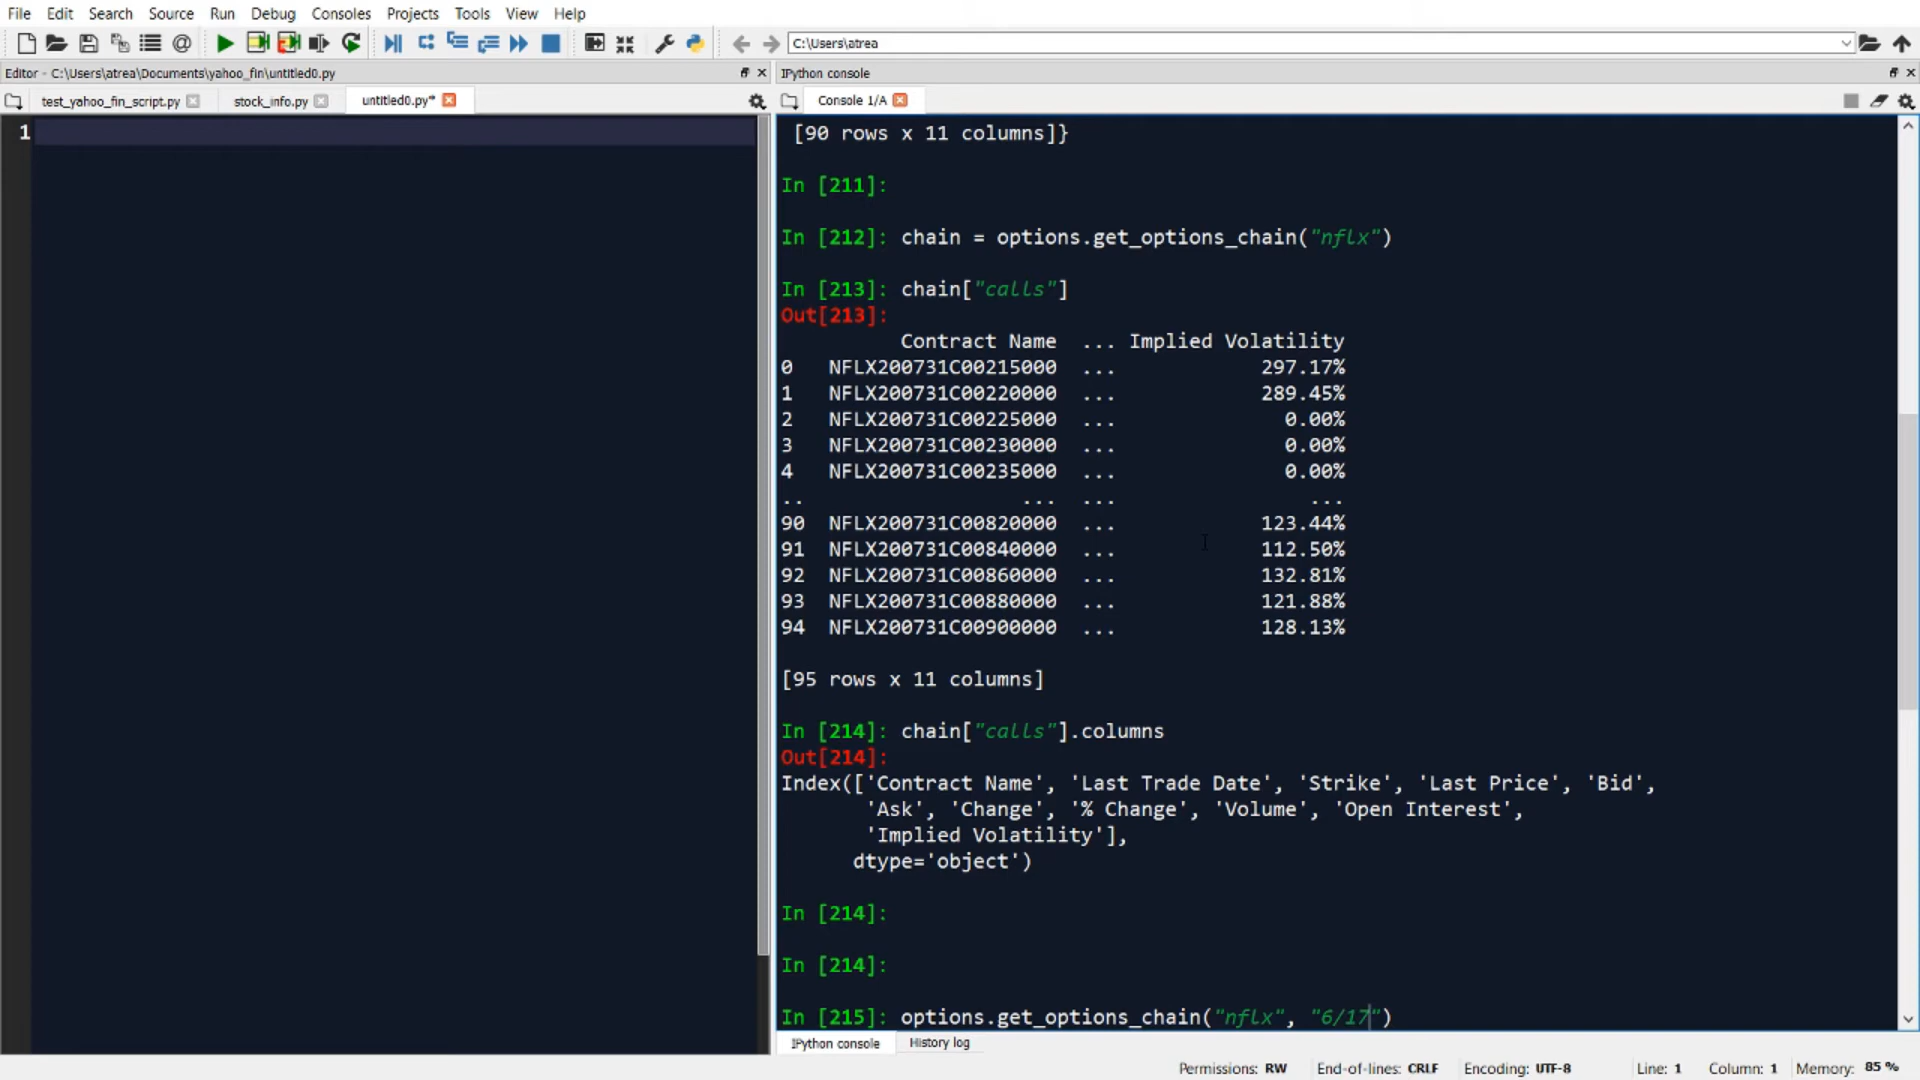 File Edit Search Source Run Debug Consoles Projects Tools View Help
C:\Users\atrea
Editor - C:\Users\atrea\Documents\yahoo_fin\untitled0.py
IPython console
test_yahoo_fin_script.py stock_info.py untitled0.py*
Console 1/A
1
[90 rows x 11 columns]}
In [211]:
In [212]: chain = options.get_options_chain("nflx")
In [213]: chain["calls"]
Out[213]:
Contract Name ... Implied Volatility
0 NFLX200731C00215000 ... 297.17%
1 NFLX200731C00220000 ... 289.45%
2 NFLX200731C00225000 ... 0.00%
3 NFLX200731C00230000 ... 0.00%
4 NFLX200731C00235000 ... 0.00%
.. ... ... ...
90 NFLX200731C00820000 ... 123.44%
91 NFLX200731C00840000 ... 112.50%
92 NFLX200731C00860000 ... 132.81%
93 NFLX200731C00880000 ... 121.88%
94 NFLX200731C00900000 ... 128.13%
[95 rows x 11 columns]
In [214]: chain["calls"].columns
Out[214]:
Index(['Contract Name', 'Last Trade Date', 'Strike', 'Last Price', 'Bid',
'Ask', 'Change', '% Change', 'Volume', 'Open Interest',
'Implied Volatility'],
dtype='object')
In [214]:
In [214]:
In [215]: options.get_options_chain("nflx", "6/17")
IPython console History log
Permissions: RW End-of-lines: CRLF Encoding: UTF-8 Line: 1 Column: 1 Memory: 85 %